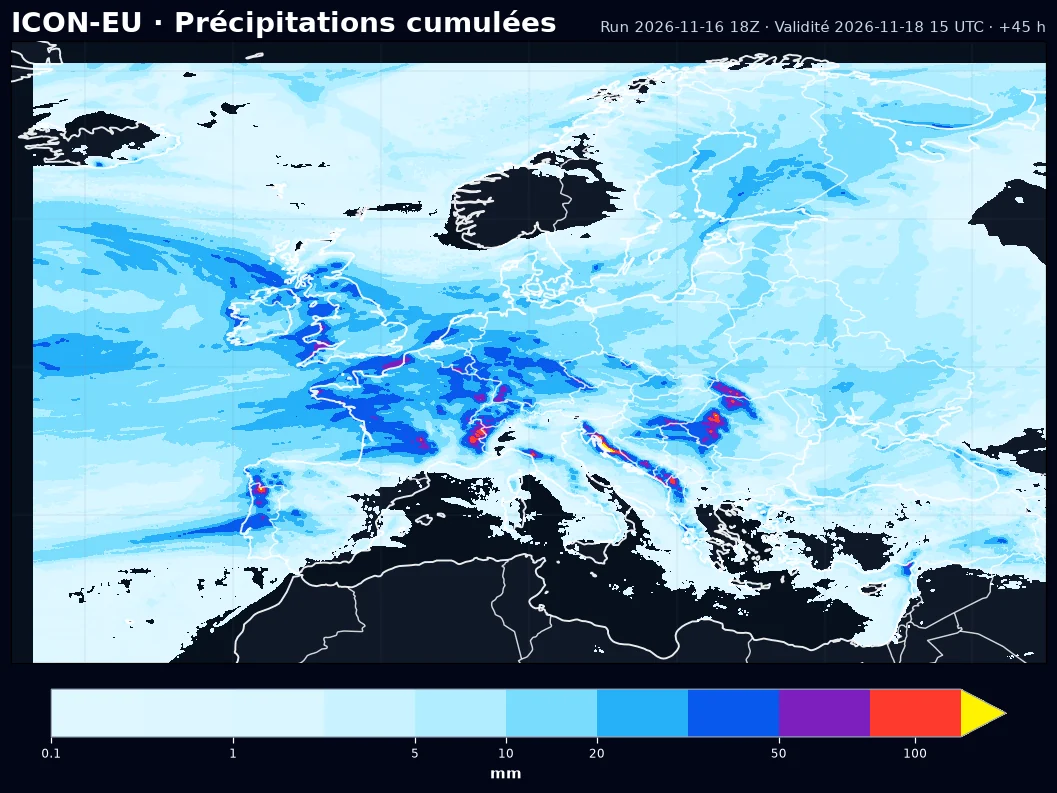 ICON-EU · Précipitations cumulées
Run 2026-11-16 18Z · Validité 2026-11-18 15 UTC · +45 h
0.1 1 5 10 20 50 100
mm